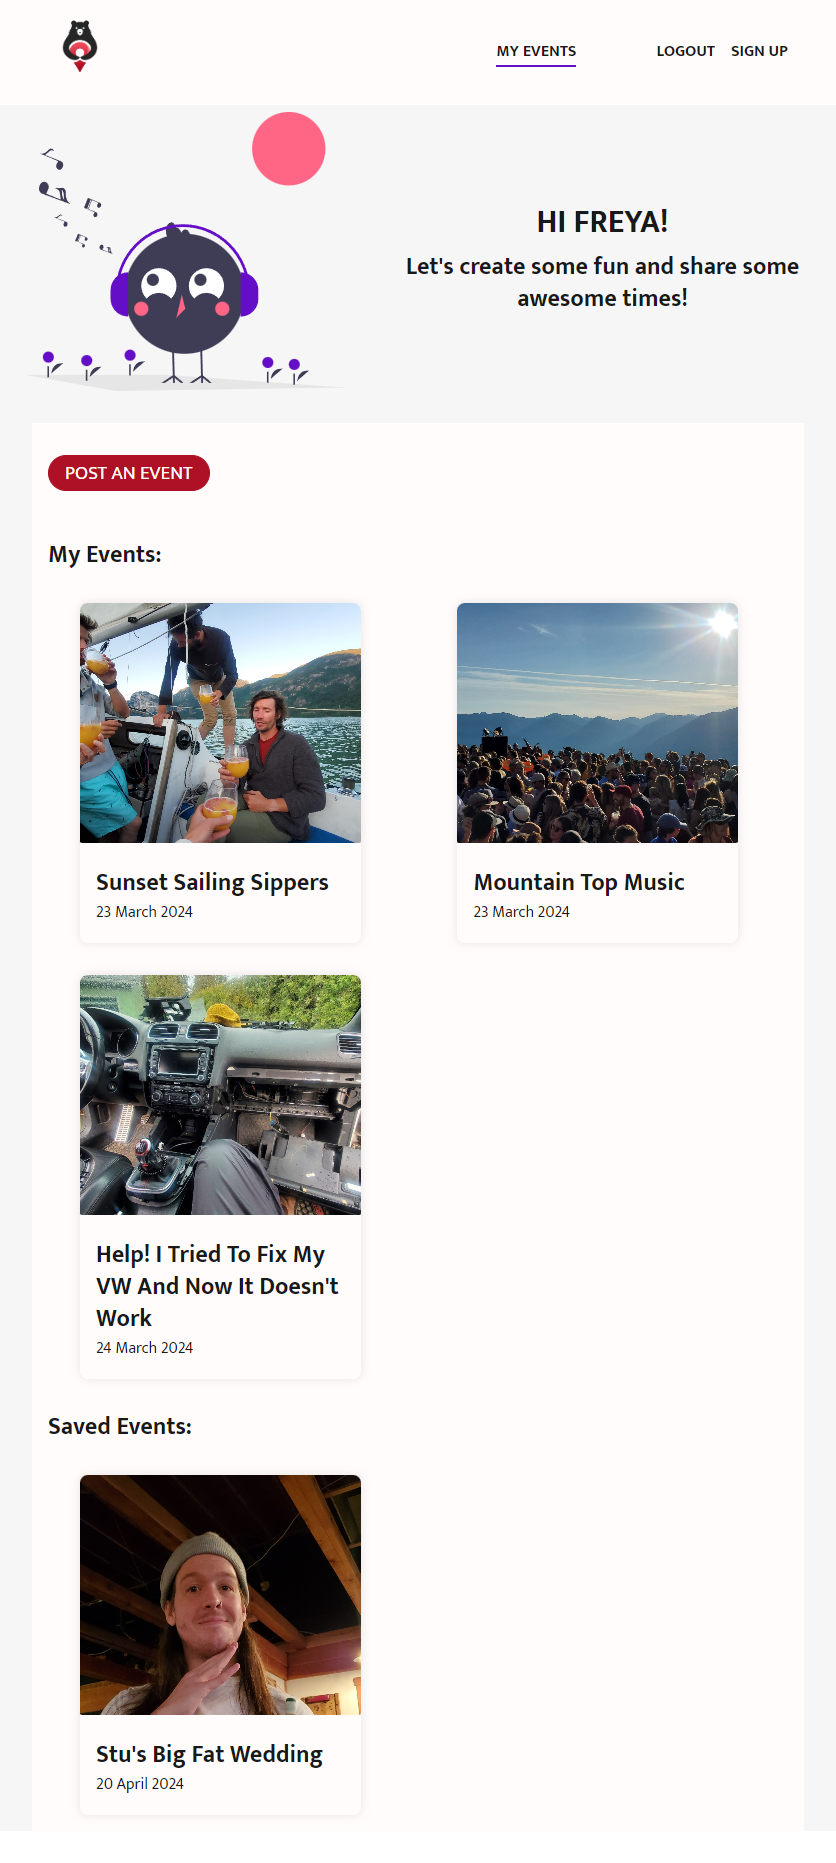 MY EVENTS
LOGOUT
SIGN UP
HI FREYA!
Let's create some fun and share some
awesome times!
POST AN EVENT
My Events:
Sunset Sailing Sippers
23 March 2024
Mountain Top Music
23 March 2024
Help! I Tried To Fix My
VW And Now It Doesn't
Work
24 March 2024
Saved Events:
Stu's Big Fat Wedding
20 April 2024